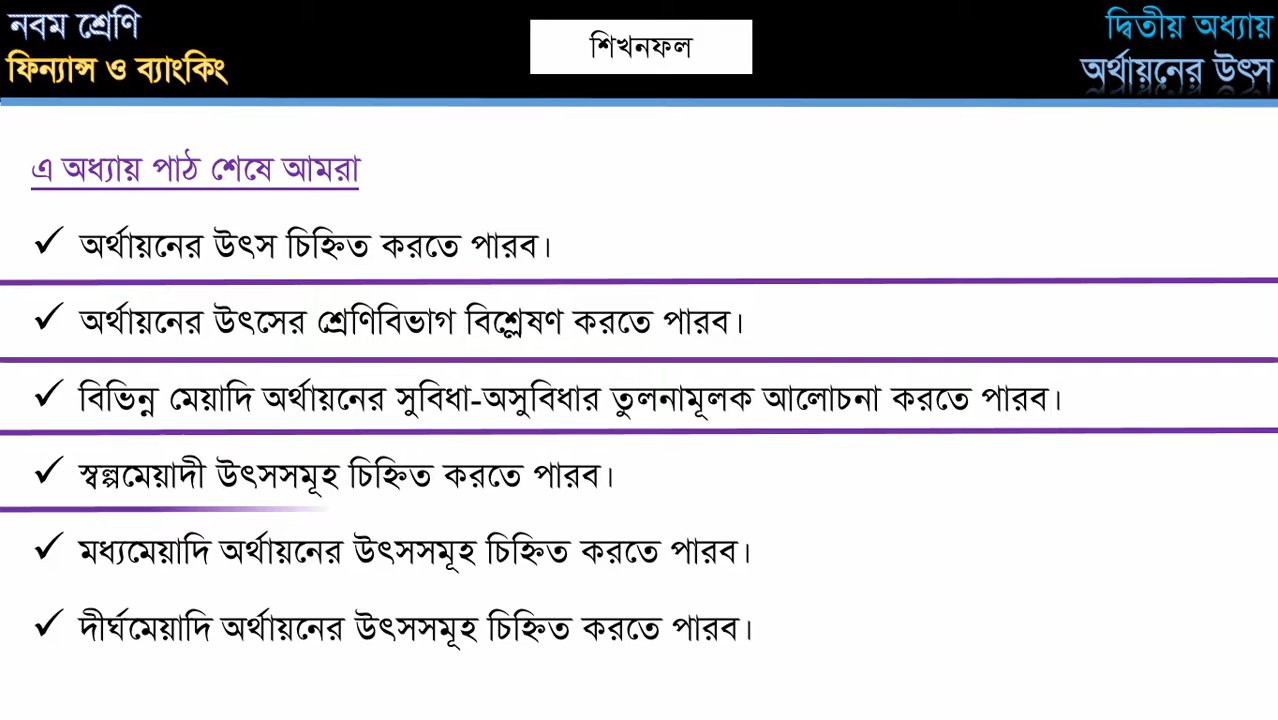 নবম শ্রেণি
ফিন্যান্স ও ব্যাংকিং
শিখনফল
দ্বিতীয় অধ্যায়
অর্থায়নের উৎস
এ অধ্যায় পাঠ শেষে আমরা
✓ অর্থায়নের উৎস চিহ্নিত করতে পারব।
✓ অর্থায়নের উৎসের শ্রেণিবিভাগ বিশ্লেষণ করতে পারব।
✓ বিভিন্ন মেয়াদি অর্থায়নের সুবিধা-অসুবিধার তুলনামূলক আলোচনা করতে পারব।
✓ স্বল্পমেয়াদী উৎসসমূহ চিহ্নিত করতে পারব।
✓ মধ্যমেয়াদি অর্থায়নের উৎসসমূহ চিহ্নিত করতে পারব।
✓ দীর্ঘমেয়াদি অর্থায়নের উৎসসমূহ চিহ্নিত করতে পারব।